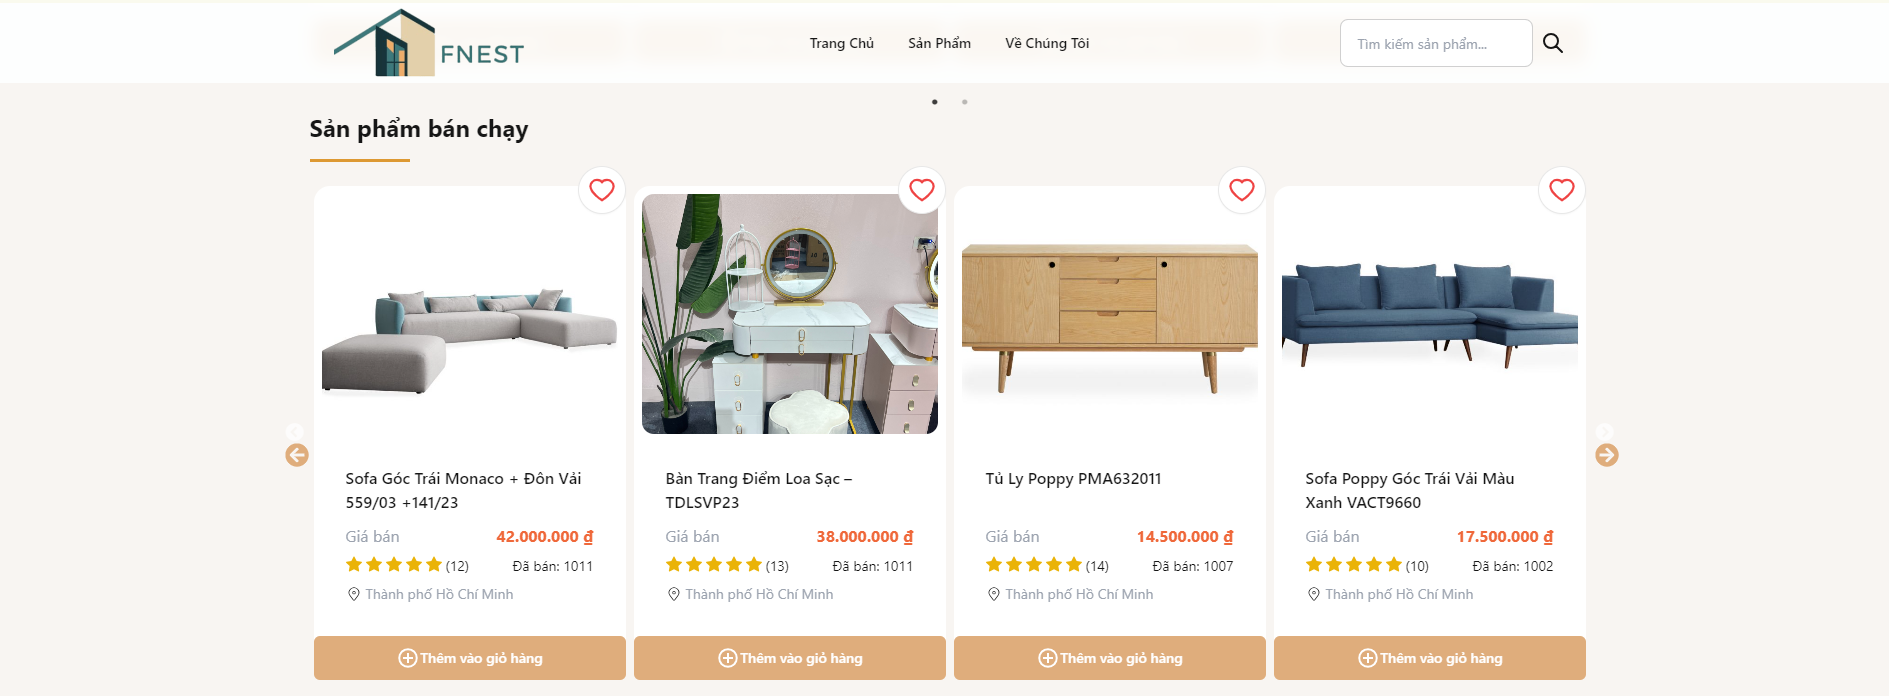 FNEST
Trang Chủ
Sản Phẩm
Về Chúng Tôi
Tìm kiếm sản phẩm...
Sản phẩm bán chạy
Sofa Góc Trái Monaco + Đôn Vải
559/03 +141/23
Giá bán 42.000.000 ₫
(12) Đã bán: 1011
Thành phố Hồ Chí Minh
Thêm vào giỏ hàng
Bàn Trang Điểm Loa Sạc –
TDLSVP23
Giá bán 38.000.000 ₫
(13) Đã bán: 1011
Thành phố Hồ Chí Minh
Thêm vào giỏ hàng
Tủ Ly Poppy PMA632011
Giá bán 14.500.000 ₫
(14) Đã bán: 1007
Thành phố Hồ Chí Minh
Thêm vào giỏ hàng
Sofa Poppy Góc Trái Vải Màu
Xanh VACT9660
Giá bán 17.500.000 ₫
(10) Đã bán: 1002
Thành phố Hồ Chí Minh
Thêm vào giỏ hàng